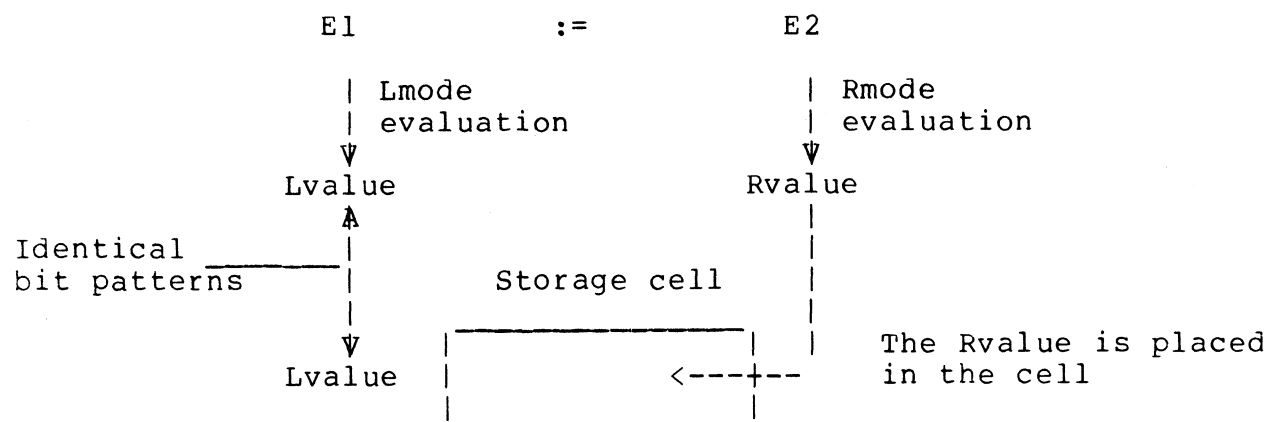 E1 := E2
Lmode evaluation
Rmode evaluation
Lvalue
Rvalue
Identical
bit patterns
Storage cell
Lvalue
The Rvalue is placed
in the cell